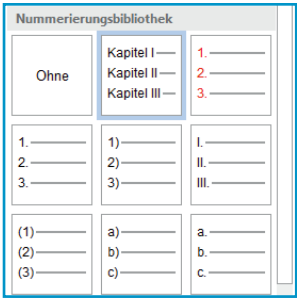 Nummerierungsbibliothek
Ohne
Kapitel I
Kapitel II
Kapitel III
1.
2.
3.
1.
2.
3.
1)
2)
3)
I.
II.
III.
(1)
(2)
(3)
a)
b)
c)
a.
b.
c.